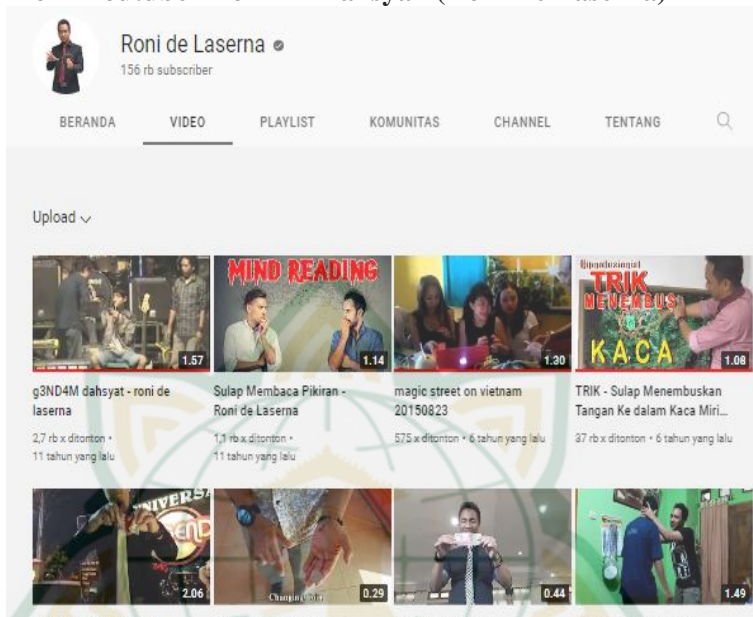 Roni de Laserna
156 rb subscriber
BERANDA VIDEO PLAYLIST KOMUNITAS CHANNEL TENTANG
Upload
MIND READING
TRIK
MENEMBUS
KACA
1.57 1.14 1.30 1.08
g3ND4M dahsyat - roni de laserna
Sulap Membaca Pikiran - Roni de Laserna
magic street on vietnam 20150823
TRIK - Sulap Menembuskan Tangan Ke dalam Kaca Miri...
2,7 rb x ditonton • 11 tahun yang lalu
1,1 rb x ditonton • 11 tahun yang lalu
575 x ditonton • 6 tahun yang lalu
37 rb x ditonton • 6 tahun yang lalu
2.06 0.29 0.44 1.49